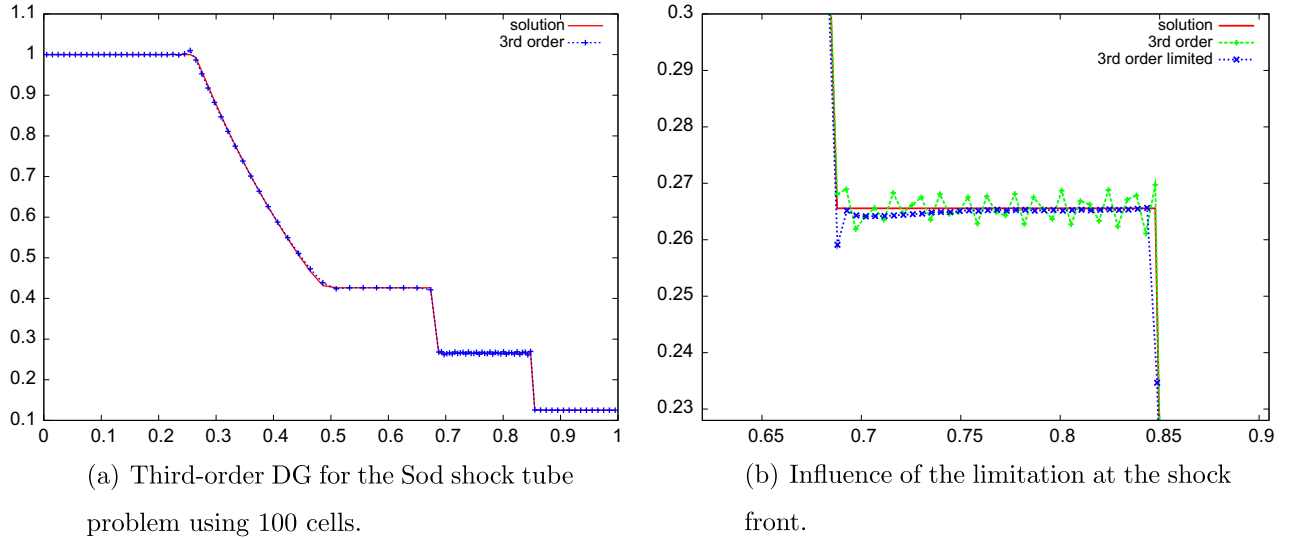 1.1
1
0.9
0.8
0.7
0.6
0.5
0.4
0.3
0.2
0.1
0 0.1 0.2 0.3 0.4 0.5 0.6 0.7 0.8 0.9 1
solution
3rd order
(a) Third-order DG for the Sod shock tube
problem using 100 cells.
0.3
0.29
0.28
0.27
0.26
0.25
0.24
0.23
0.65 0.7 0.75 0.8 0.85 0.9
solution
3rd order
3rd order limited
(b) Influence of the limitation at the shock
front.